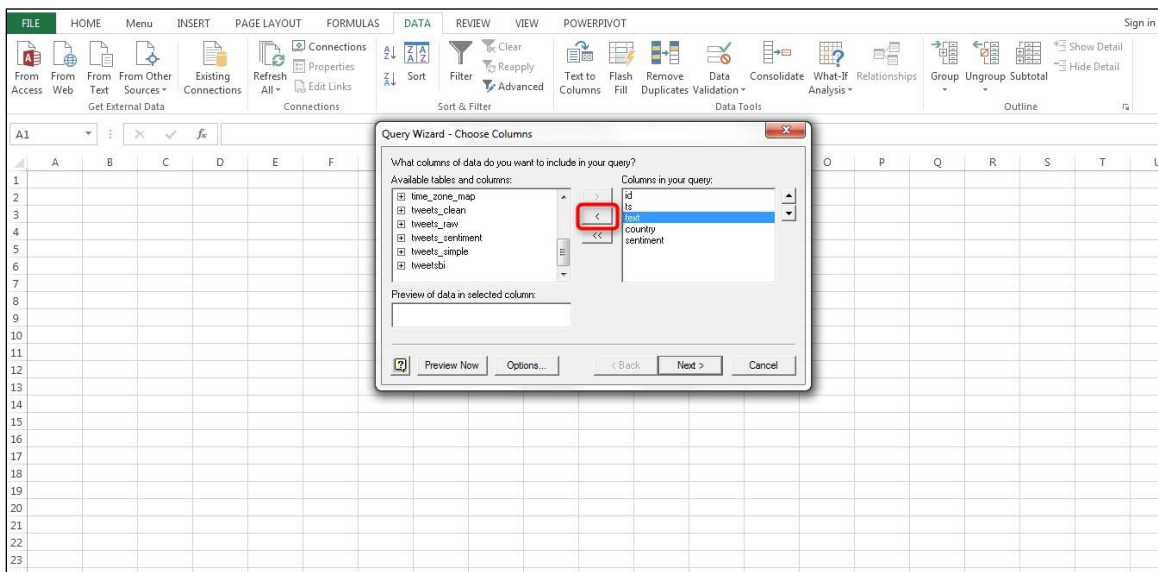 FILE HOME Menu INSERT PAGE LAYOUT FORMULAS DATA REVIEW VIEW POWERPIVOT Sign in
Connections Clear Show Detail
Properties Reapply Hide Detail
Edit Links Advanced
From Access From Web From Text From Other Sources Existing Connections Refresh All Sort Filter Text to Columns Flash Fill Remove Duplicates Data Validation Consolidate What-If Analysis Relationships Group Ungroup Subtotal
Get External Data Connections Sort & Filter Data Tools Outline
A1 fx
A B C D E F O P Q R S T
Query Wizard - Choose Columns
What columns of data do you want to include in your query?
Available tables and columns: Columns in your query:
time_zone_map
tweets_clean
tweets_raw
tweets_sentiment
tweets_simple
tweetsbi
>
<
<<
id
ts
text
country
sentiment
Preview of data in selected column:
? Preview Now Options... < Back Next > Cancel
1
2
3
4
5
6
7
8
9
10
11
12
13
14
15
16
17
18
19
20
21
22
23